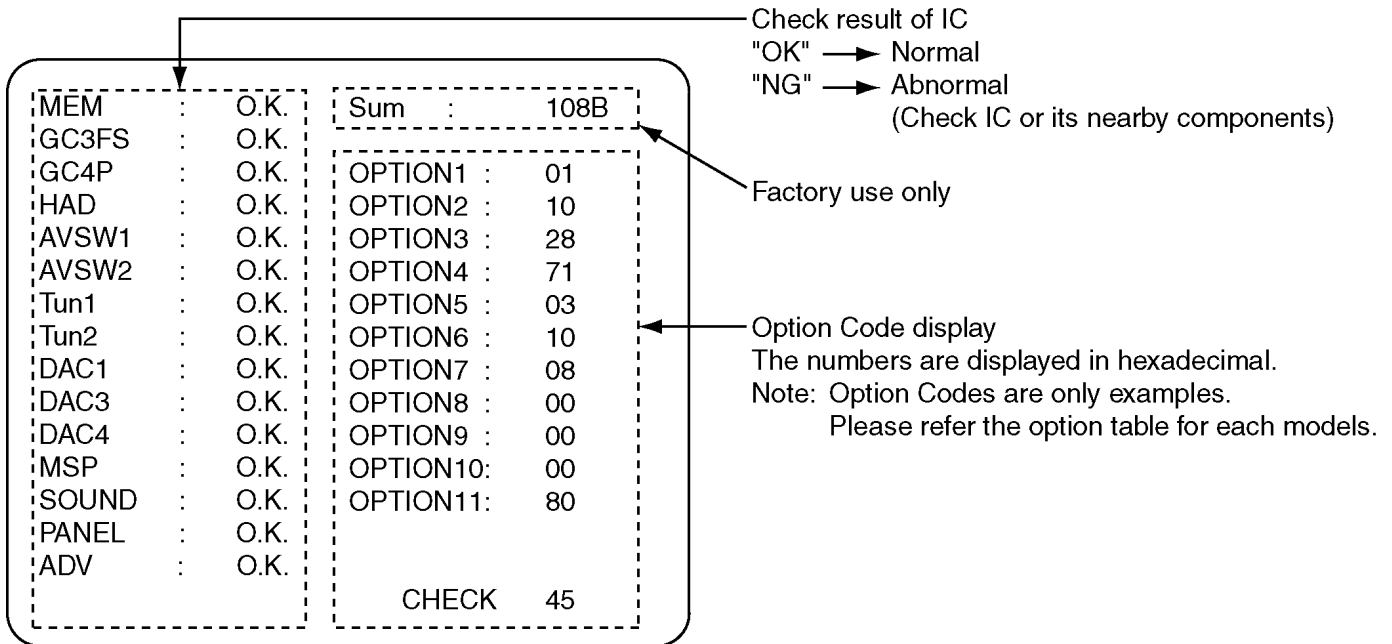 Check result of IC
"OK" → Normal
"NG" → Abnormal
(Check IC or its nearby components)
MEM : O.K.
GC3FS : O.K.
GC4P : O.K.
HAD : O.K.
AVSW1 : O.K.
AVSW2 : O.K.
Tun1 : O.K.
Tun2 : O.K.
DAC1 : O.K.
DAC3 : O.K.
DAC4 : O.K.
MSP : O.K.
SOUND : O.K.
PANEL : O.K.
ADV : O.K.
Sum : 108B
OPTION1 : 01
OPTION2 : 10
OPTION3 : 28
OPTION4 : 71
OPTION5 : 03
OPTION6 : 10
OPTION7 : 08
OPTION8 : 00
OPTION9 : 00
OPTION10: 00
OPTION11: 80
CHECK 45
Factory use only
Option Code display
The numbers are displayed in hexadecimal.
Note: Option Codes are only examples.
Please refer the option table for each models.